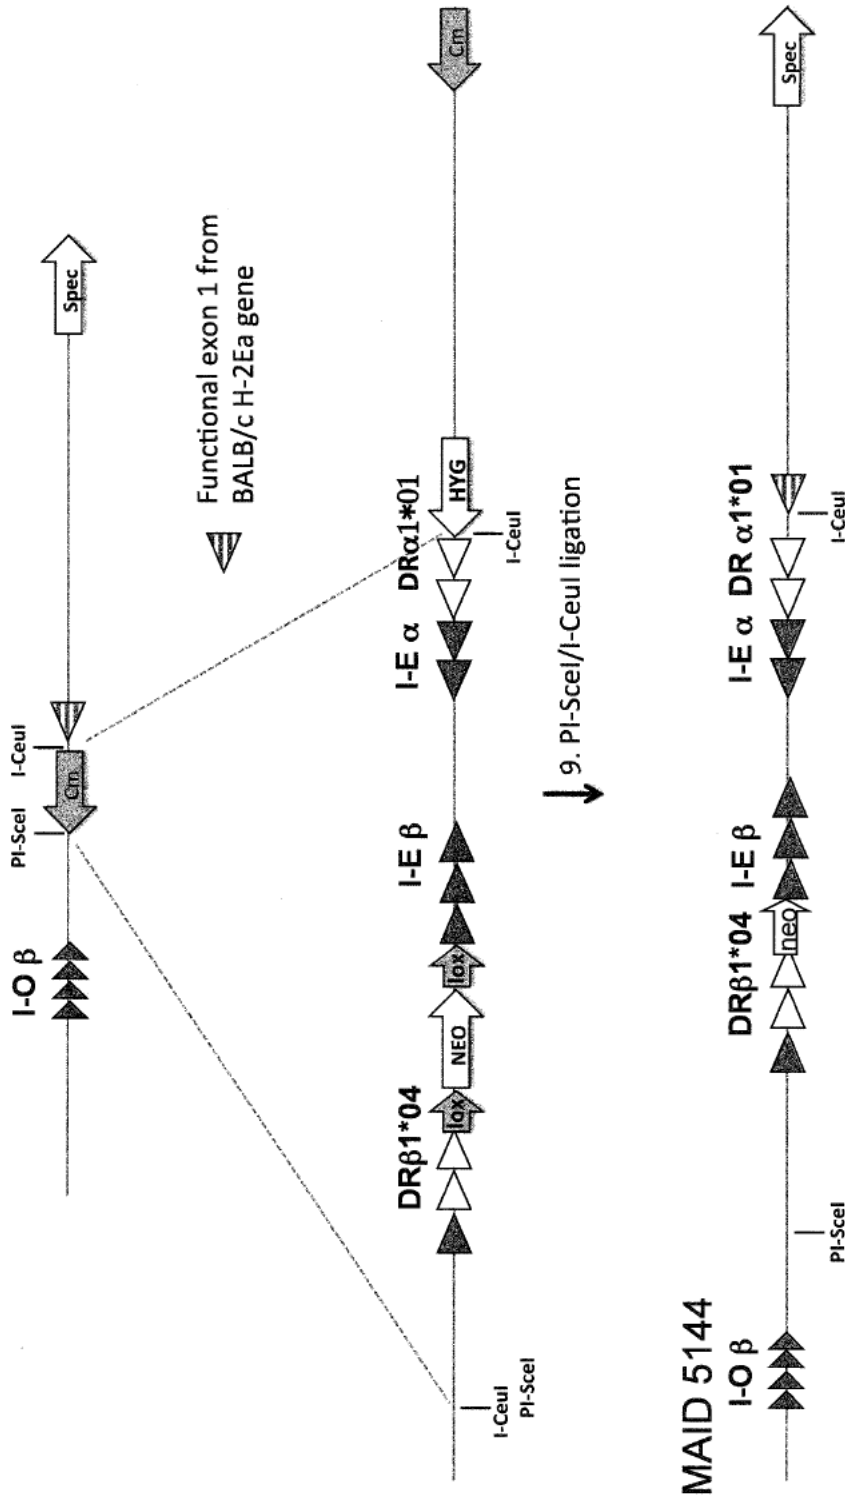 I-O β
PI-SceI
I-CeuI
Cm
Spec
Functional exon 1 from
BALB/c H-2Ea gene
DRβ1*04
I-E β
I-E α
DRα1*01
lox
NEO
lox
HYG
Cm
I-CeuI
PI-SceI
I-CeuI
9. PI-SceI/I-CeuI ligation
MAID 5144
I-O β
DRβ1*04
I-E β
I-E α
DR α1*01
neo
Spec
PI-SceI
I-CeuI